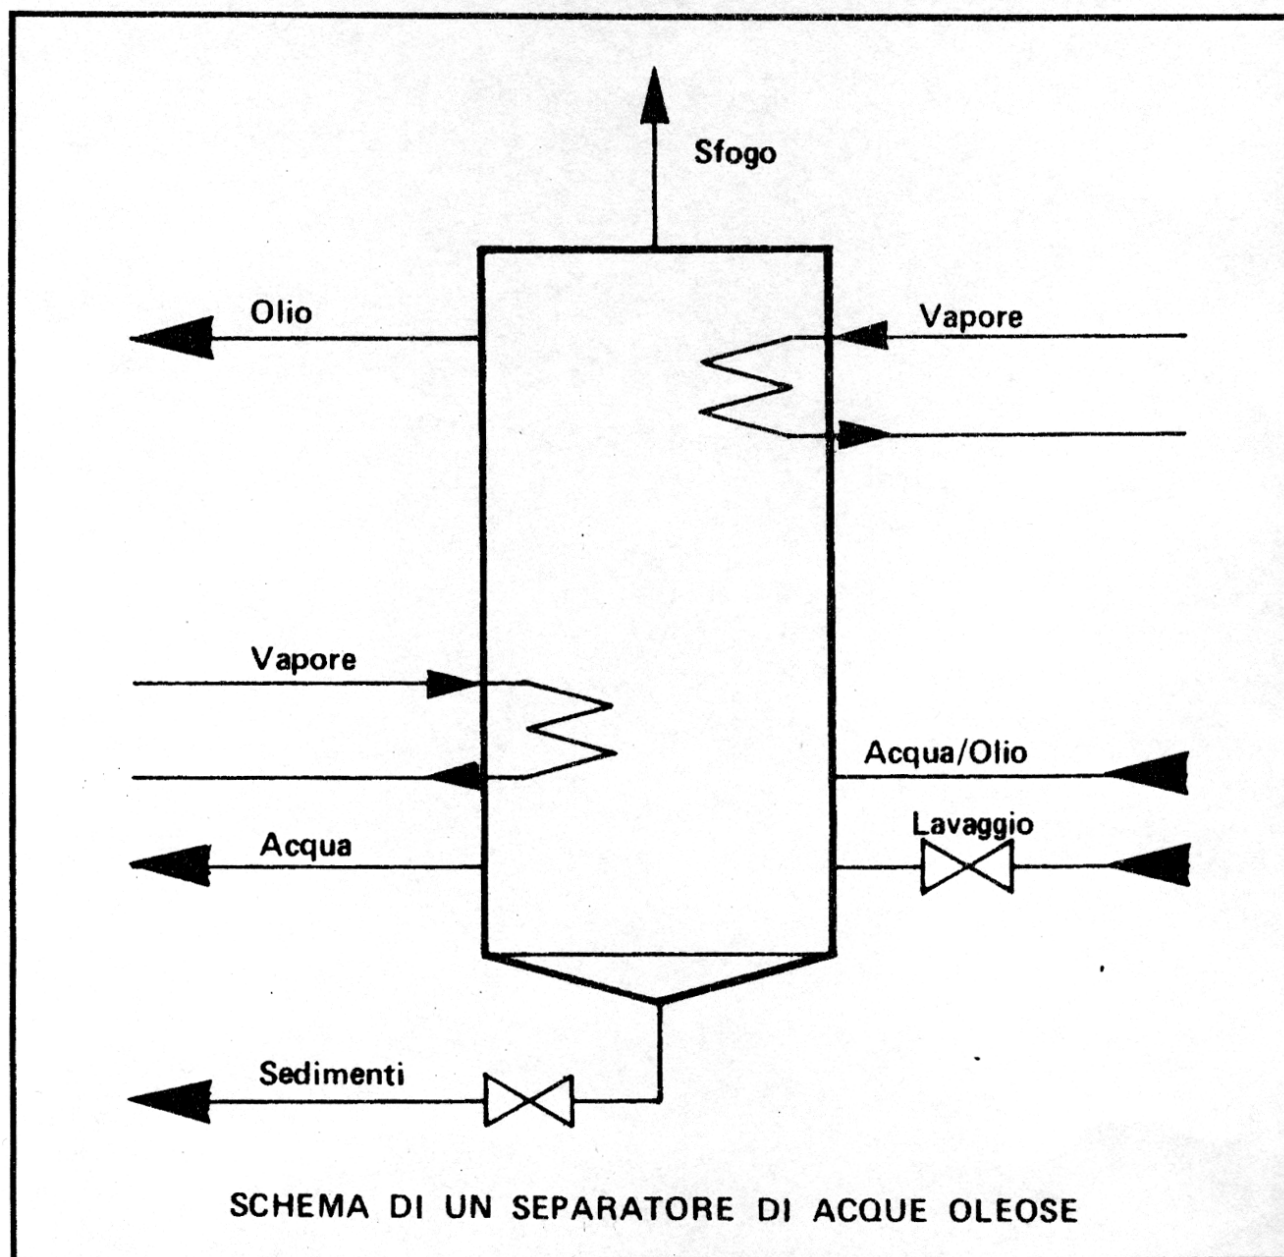 Sfogo
Olio
Vapore
Vapore
Acqua/Olio
Lavaggio
Acqua
Sedimenti
SCHEMA DI UN SEPARATORE DI ACQUE OLEOSE